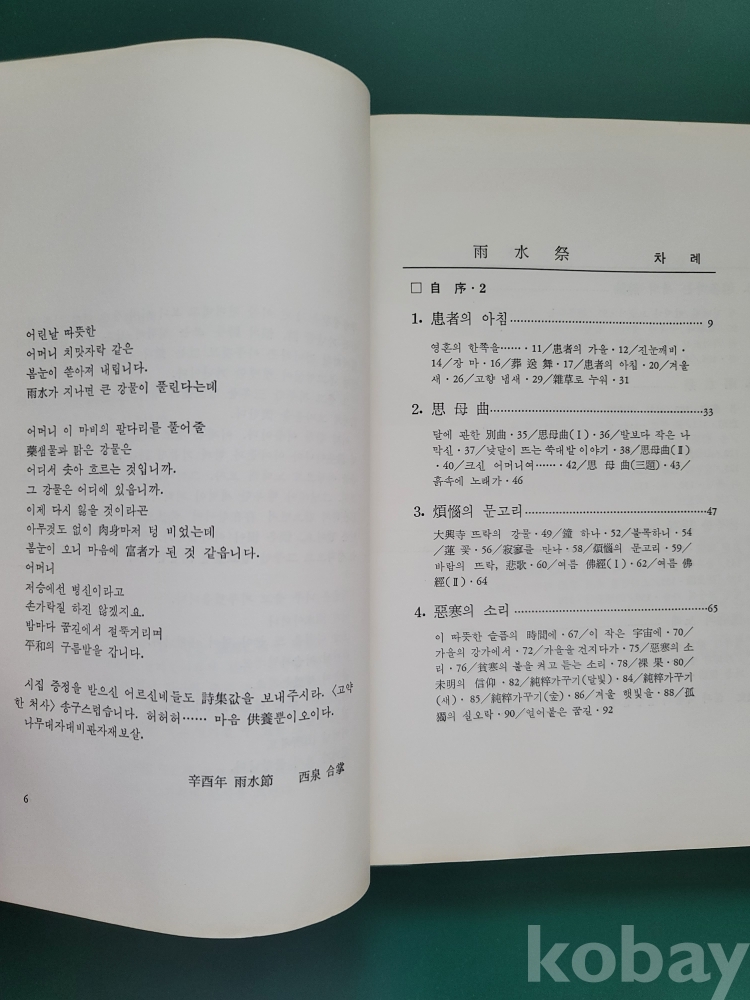 어린날 따뜻한
어머니 치맛자락 같은
봄눈이 쏟아져 내립니다.
雨水가 지나면 큰 강물이 풀린다는데
어머니 이 마비의 팔다리를 풀어줄
藥샘물과 맑은 강물은
어디서 솟아 흐르는 것입니까.
그 강물은 어디에 있읍니까.
이제 다시 잃을 것이라곤
아무것도 없이 肉身마저 텅 비었는데
봄눈이 오니 마음에 富者가 된 것 같읍니다.
어머니
저승에선 병신이라고
손가락질 하진 않겠지요.
밤마다 꿈길에서 절뚝거리며
平和의 구름밭을 갑니다.
시집 증정을 받으신 어르신네들도 詩集값을 보내주시라. 〈고약
한 처사〉 송구스럽습니다. 허허허…… 마음 供養뿐이오이다.
나무대자대비관자재보살.
辛酉年 雨水節 西泉 合掌
6
雨水祭 차례
□ 自序·2
1. 患者의 아침……9
영혼의 한쪽을……·11／患者의 가을·12／진눈깨비·
14／장마·16／葬送舞·17／患者의 아침·20／겨울
새·26／고향 냄새·29／雜草로 누워·31
2. 思母曲……33
달에 관한 別曲·35／思母曲(Ⅰ)·36／발보다 작은 나
막신·37／낮달이 뜨는 쑥대밭 이야기·38／思母曲(Ⅱ)
·40／크신 어머니여……·42／思母曲(三題)·43／
흙속에 노래가·46
3. 煩惱의 문고리……47
大興寺 뜨락의 강물·49／鐘 하나·52／불목하니·54
／蓮꽃·56／寂寥를 만나·58／煩惱의 문고리·59／
바람의 뜨락, 悲歌·60／여름 佛經(Ⅰ)·62／여름 佛
經(Ⅱ)·64
4. 惡寒의 소리……65
이 따뜻한 슬픔의 時間에·67／이 작은 宇宙에·70／
가을의 강가에서·72／가을을 건지다가·75／惡寒의 소
리·76／貧寒의 불을 켜고 듣는 소리·78／裸果·80／
未明의 信仰·82／純粹가꾸기(달빛)·84／純粹가꾸기
(새)·85／純粹가꾸기(金)·86／겨울 햇빛을·88／孤
獨의 실오락·90／얼어붙은 꿈길·92
kobay